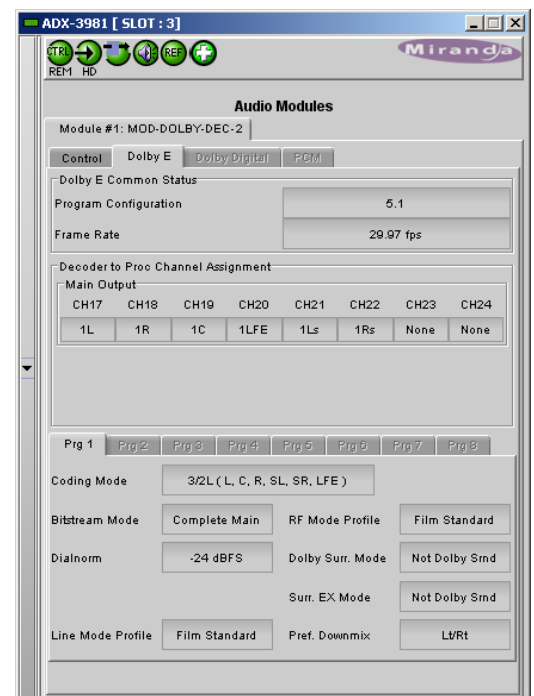 ADX-3981 [ SLOT : 3]
CTRL REF Miranda
REM HD
Audio Modules
Module #1: MOD-DOLBY-DEC-2
Control Dolby E Dolby Digital PCM
Dolby E Common Status
Program Configuration 5.1
Frame Rate 29.97 fps
Decoder to Proc Channel Assignment
Main Output
CH17 CH18 CH19 CH20 CH21 CH22 CH23 CH24
1L 1R 1C 1LFE 1Ls 1Rs None None
Prg 1 Prg 2 Prg 3 Prg 4 Prg 5 Prg 6 Prg 7 Prg 8
Coding Mode 3/2L ( L, C, R, SL, SR, LFE )
Bitstream Mode Complete Main RF Mode Profile Film Standard
Dialnorm -24 dBFS Dolby Surr. Mode Not Dolby Srnd
Surr. EX Mode Not Dolby Srnd
Line Mode Profile Film Standard Pref. Downmix Lt/Rt